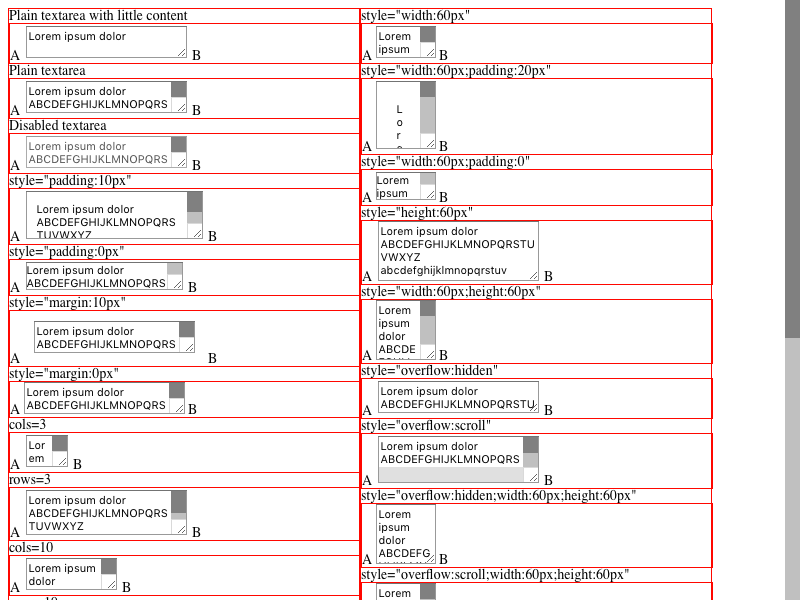 Plain textarea with little content
Lorem ipsum dolor
A B
Plain textarea
Lorem ipsum dolor
ABCDEFGHIJKLMNOPQRS
A B
Disabled textarea
Lorem ipsum dolor
ABCDEFGHIJKLMNOPQRS
A B
style="padding:10px"
Lorem ipsum dolor
ABCDEFGHIJKLMNOPQRS
TUVWXYZ
A B
style="padding:0px"
Lorem ipsum dolor
ABCDEFGHIJKLMNOPQRS
A B
style="margin:10px"
Lorem ipsum dolor
ABCDEFGHIJKLMNOPQRS
A B
style="margin:0px"
Lorem ipsum dolor
ABCDEFGHIJKLMNOPQRS
A B
cols=3
Lor
em
A B
rows=3
Lorem ipsum dolor
ABCDEFGHIJKLMNOPQRS
TUVWXYZ
A B
cols=10
Lorem ipsum
dolor
A B
style="width:60px"
Lorem
ipsum
A B
style="width:60px;padding:20px"
L
o
r
A B
style="width:60px;padding:0"
Lorem
ipsum
A B
style="height:60px"
Lorem ipsum dolor
ABCDEFGHIJKLMNOPQRSTU
VWXYZ
abcdefghijklmnopqrstuv
A B
style="width:60px;height:60px"
Lorem
ipsum
dolor
ABCDE
A B
style="overflow:hidden"
Lorem ipsum dolor
ABCDEFGHIJKLMNOPQRSTU
A B
style="overflow:scroll"
Lorem ipsum dolor
ABCDEFGHIJKLMNOPQRS
A B
style="overflow:hidden;width:60px;height:60px"
Lorem
ipsum
dolor
ABCDEFG
A B
style="overflow:scroll;width:60px;height:60px"
Lorem